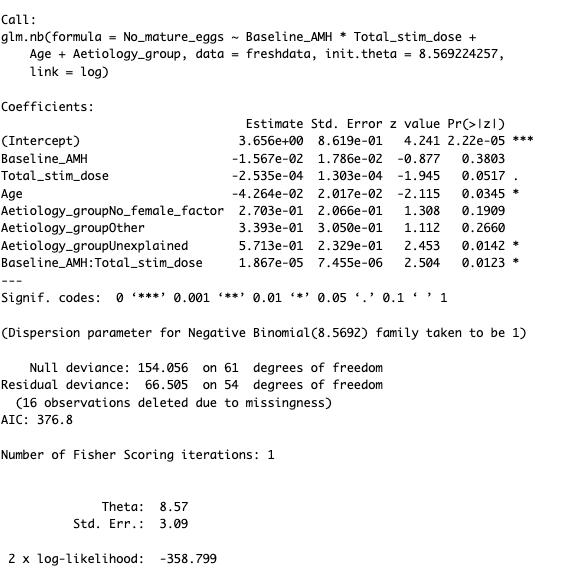 Call:
glm.nb(formula = No_mature_eggs ~ Baseline_AMH * Total_stim_dose +
    Age + Aetiology_group, data = freshdata, init.theta = 8.569224257,
    link = log)

Coefficients:
                               Estimate Std. Error z value Pr(>|z|)
(Intercept)                   3.656e+00  8.619e-01   4.241 2.22e-05 ***
Baseline_AMH                 -1.567e-02  1.786e-02  -0.877   0.3803
Total_stim_dose              -2.535e-04  1.303e-04  -1.945   0.0517 .
Age                          -4.264e-02  2.017e-02  -2.115   0.0345 *
Aetiology_groupNo_female_factor  2.703e-01  2.066e-01   1.308   0.1909
Aetiology_groupOther          3.393e-01  3.050e-01   1.112   0.2660
Aetiology_groupUnexplained    5.713e-01  2.329e-01   2.453   0.0142 *
Baseline_AMH:Total_stim_dose  1.867e-05  7.455e-06   2.504   0.0123 *
---
Signif. codes:  0 ‘***’ 0.001 ‘**’ 0.01 ‘*’ 0.05 ‘.’ 0.1 ‘ ’ 1

(Dispersion parameter for Negative Binomial(8.5692) family taken to be 1)

    Null deviance: 154.056  on 61  degrees of freedom
Residual deviance:  66.505  on 54  degrees of freedom
  (16 observations deleted due to missingness)
AIC: 376.8

Number of Fisher Scoring iterations: 1

              Theta:  8.57
          Std. Err.:  3.09

 2 x log-likelihood:  -358.799